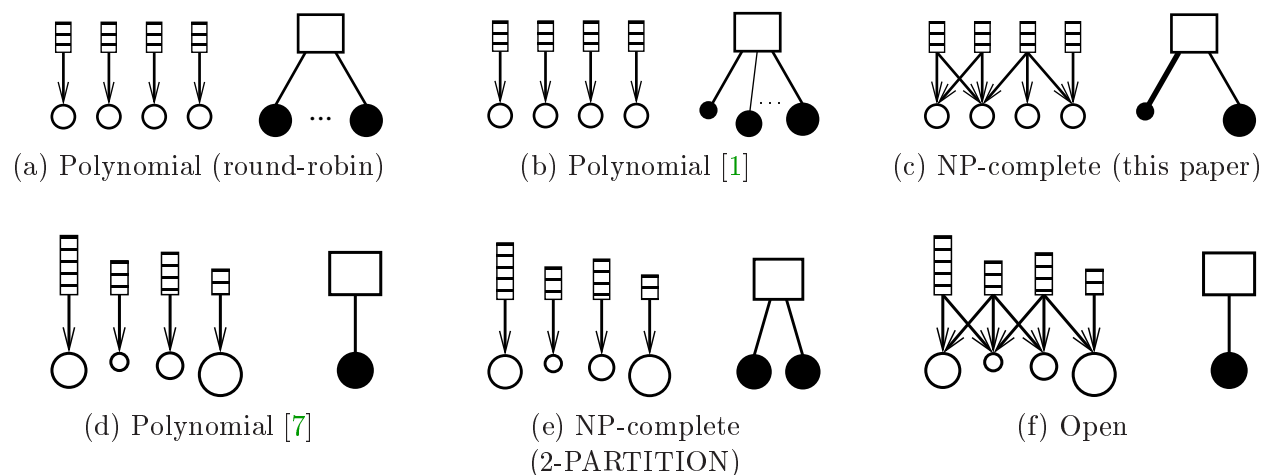 ...
. . .
(a) Polynomial (round-robin)
(b) Polynomial [1]
(c) NP-complete (this paper)
(d) Polynomial [7]
(e) NP-complete
(2-PARTITION)
(f) Open